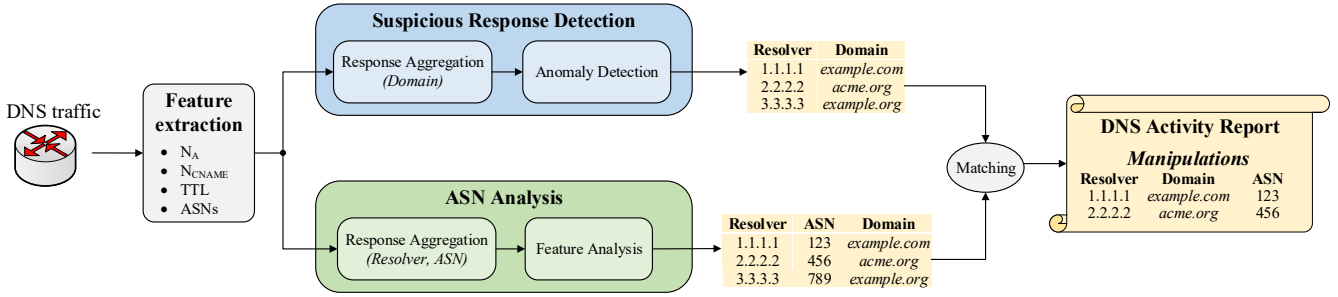 DNS traffic
Feature
extraction
• N_A
• N_CNAME
• TTL
• ASNs
Suspicious Response Detection
Response Aggregation
(Domain)
Anomaly Detection
Resolver Domain
1.1.1.1 example.com
2.2.2.2 acme.org
3.3.3.3 example.org
ASN Analysis
Response Aggregation
(Resolver, ASN)
Feature Analysis
Resolver ASN Domain
1.1.1.1 123 example.com
2.2.2.2 456 acme.org
3.3.3.3 789 example.org
Matching
DNS Activity Report
Manipulations
Resolver Domain ASN
1.1.1.1 example.com 123
2.2.2.2 acme.org 456